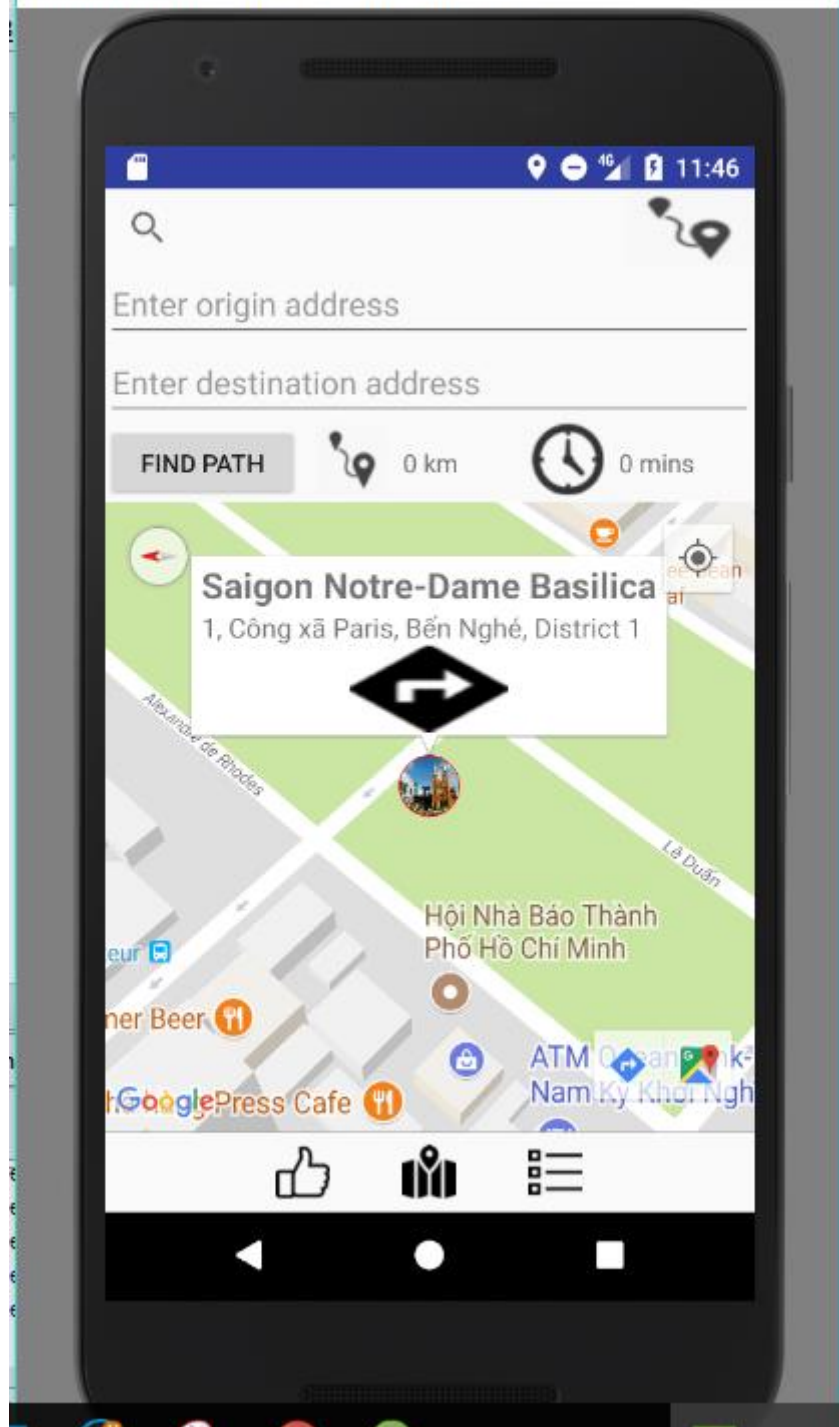 4G 11:46
Enter origin address
Enter destination address
FIND PATH 0 km 0 mins
Saigon Notre-Dame Basilica
1, Công xã Paris, Bến Nghé, District 1
Alexandre de Rhodes
Lê Duẩn
Hội Nhà Báo Thành
Phố Hồ Chí Minh
eur
ner Beer
ATM
Nam Kỳ Khởi Ngh
Google
Press Cafe